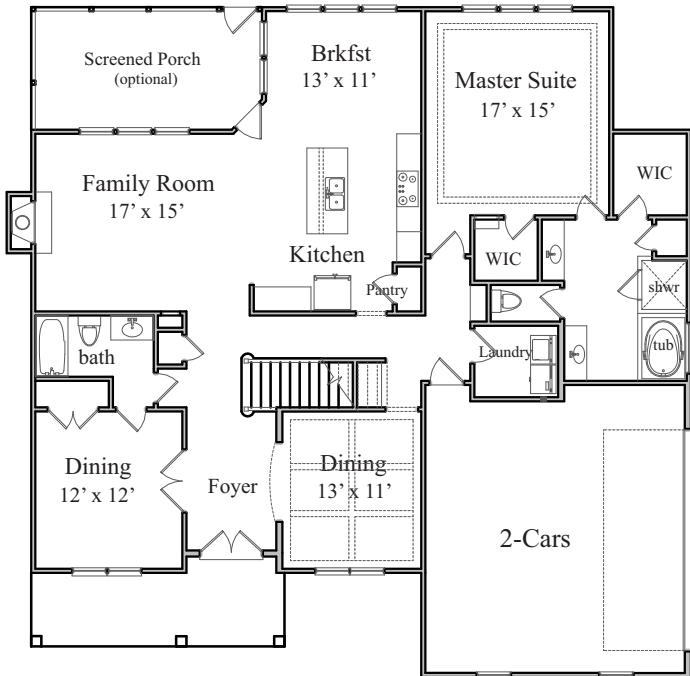 Screened Porch
(optional)
Brkfst
13’ x 11’
Master Suite
17’ x 15’
WIC
Family Room
17’ x 15’
Kitchen
WIC
Pantry
shwr
bath
Laundry
tub
Dining
12’ x 12’
Foyer
Dining
13’ x 11’
2-Cars